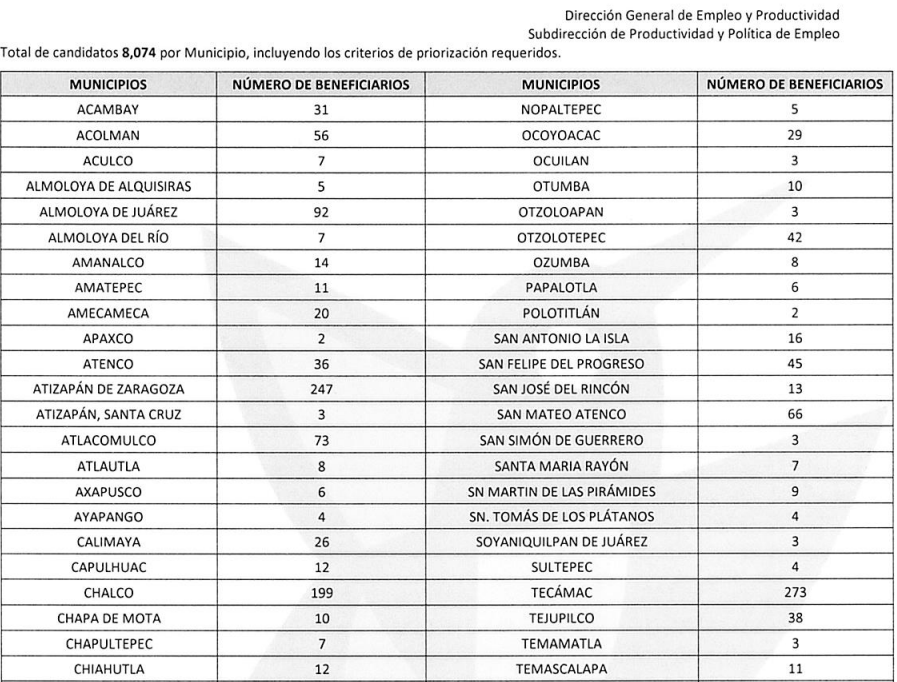 Dirección General de Empleo y Productividad
Subdirección de Productividad y Política de Empleo
Total de candidatos 8,074 por Municipio, incluyendo los criterios de priorización requeridos.
MUNICIPIOS NÚMERO DE BENEFICIARIOS MUNICIPIOS NÚMERO DE BENEFICIARIOS
ACAMBAY 31 NOPALTEPEC 5
ACOLMAN 56 OCOYOACAC 29
ACULCO 7 OCUILAN 3
ALMOLOYA DE ALQUISIRAS 5 OTUMBA 10
ALMOLOYA DE JUÁREZ 92 OTZOLOAPAN 3
ALMOLOYA DEL RÍO 7 OTZOLOTEPEC 42
AMANALCO 14 OZUMBA 8
AMATEPEC 11 PAPALOTLA 6
AMECAMECA 20 POLOTITLÁN 2
APAXCO 2 SAN ANTONIO LA ISLA 16
ATENCO 36 SAN FELIPE DEL PROGRESO 45
ATIZAPÁN DE ZARAGOZA 247 SAN JOSÉ DEL RINCÓN 13
ATIZAPÁN, SANTA CRUZ 3 SAN MATEO ATENCO 66
ATLACOMULCO 73 SAN SIMÓN DE GUERRERO 3
ATLAUTLA 8 SANTA MARIA RAYÓN 7
AXAPUSCO 6 SN MARTIN DE LAS PIRÁMIDES 9
AYAPANGO 4 SN. TOMÁS DE LOS PLÁTANOS 4
CALIMAYA 26 SOYANIQUILPAN DE JUÁREZ 3
CAPULHUAC 12 SULTEPEC 4
CHALCO 199 TECÁMAC 273
CHAPA DE MOTA 10 TEJUPILCO 38
CHAPULTEPEC 7 TEMAMATLA 3
CHIAHUTLA 12 TEMASCALAPA 11